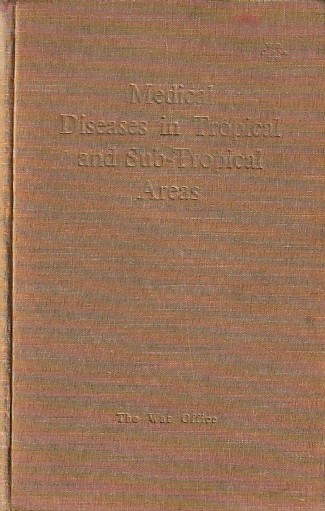 Medical
Diseases in Tropical
and Sub-Tropical
Areas
The War Office